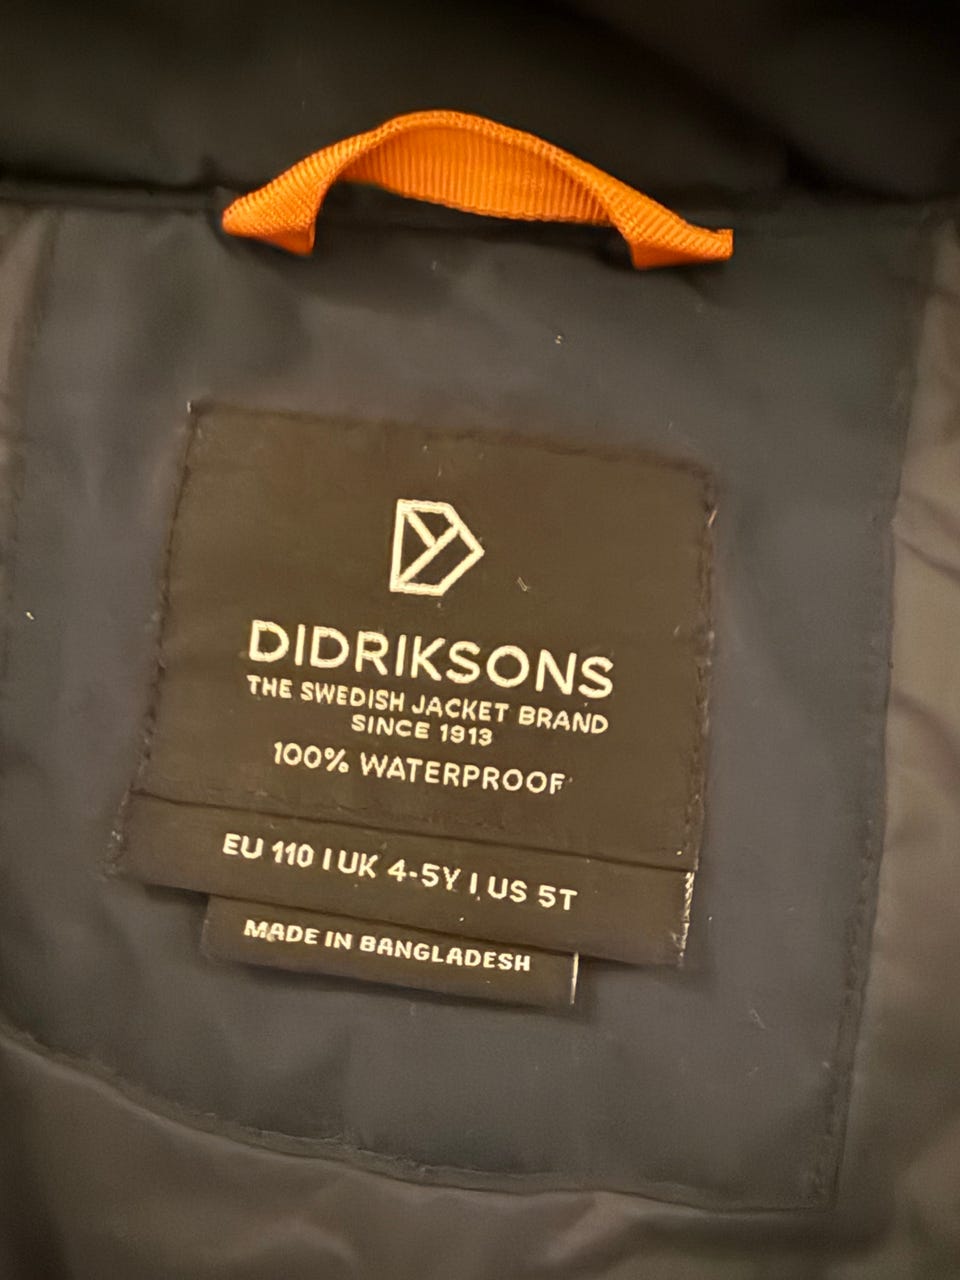 DIDRIKSONS
THE SWEDISH JACKET BRAND
SINCE 1913
100% WATERPROOF
EU 110 | UK 4-5Y | US 5T
MADE IN BANGLADESH